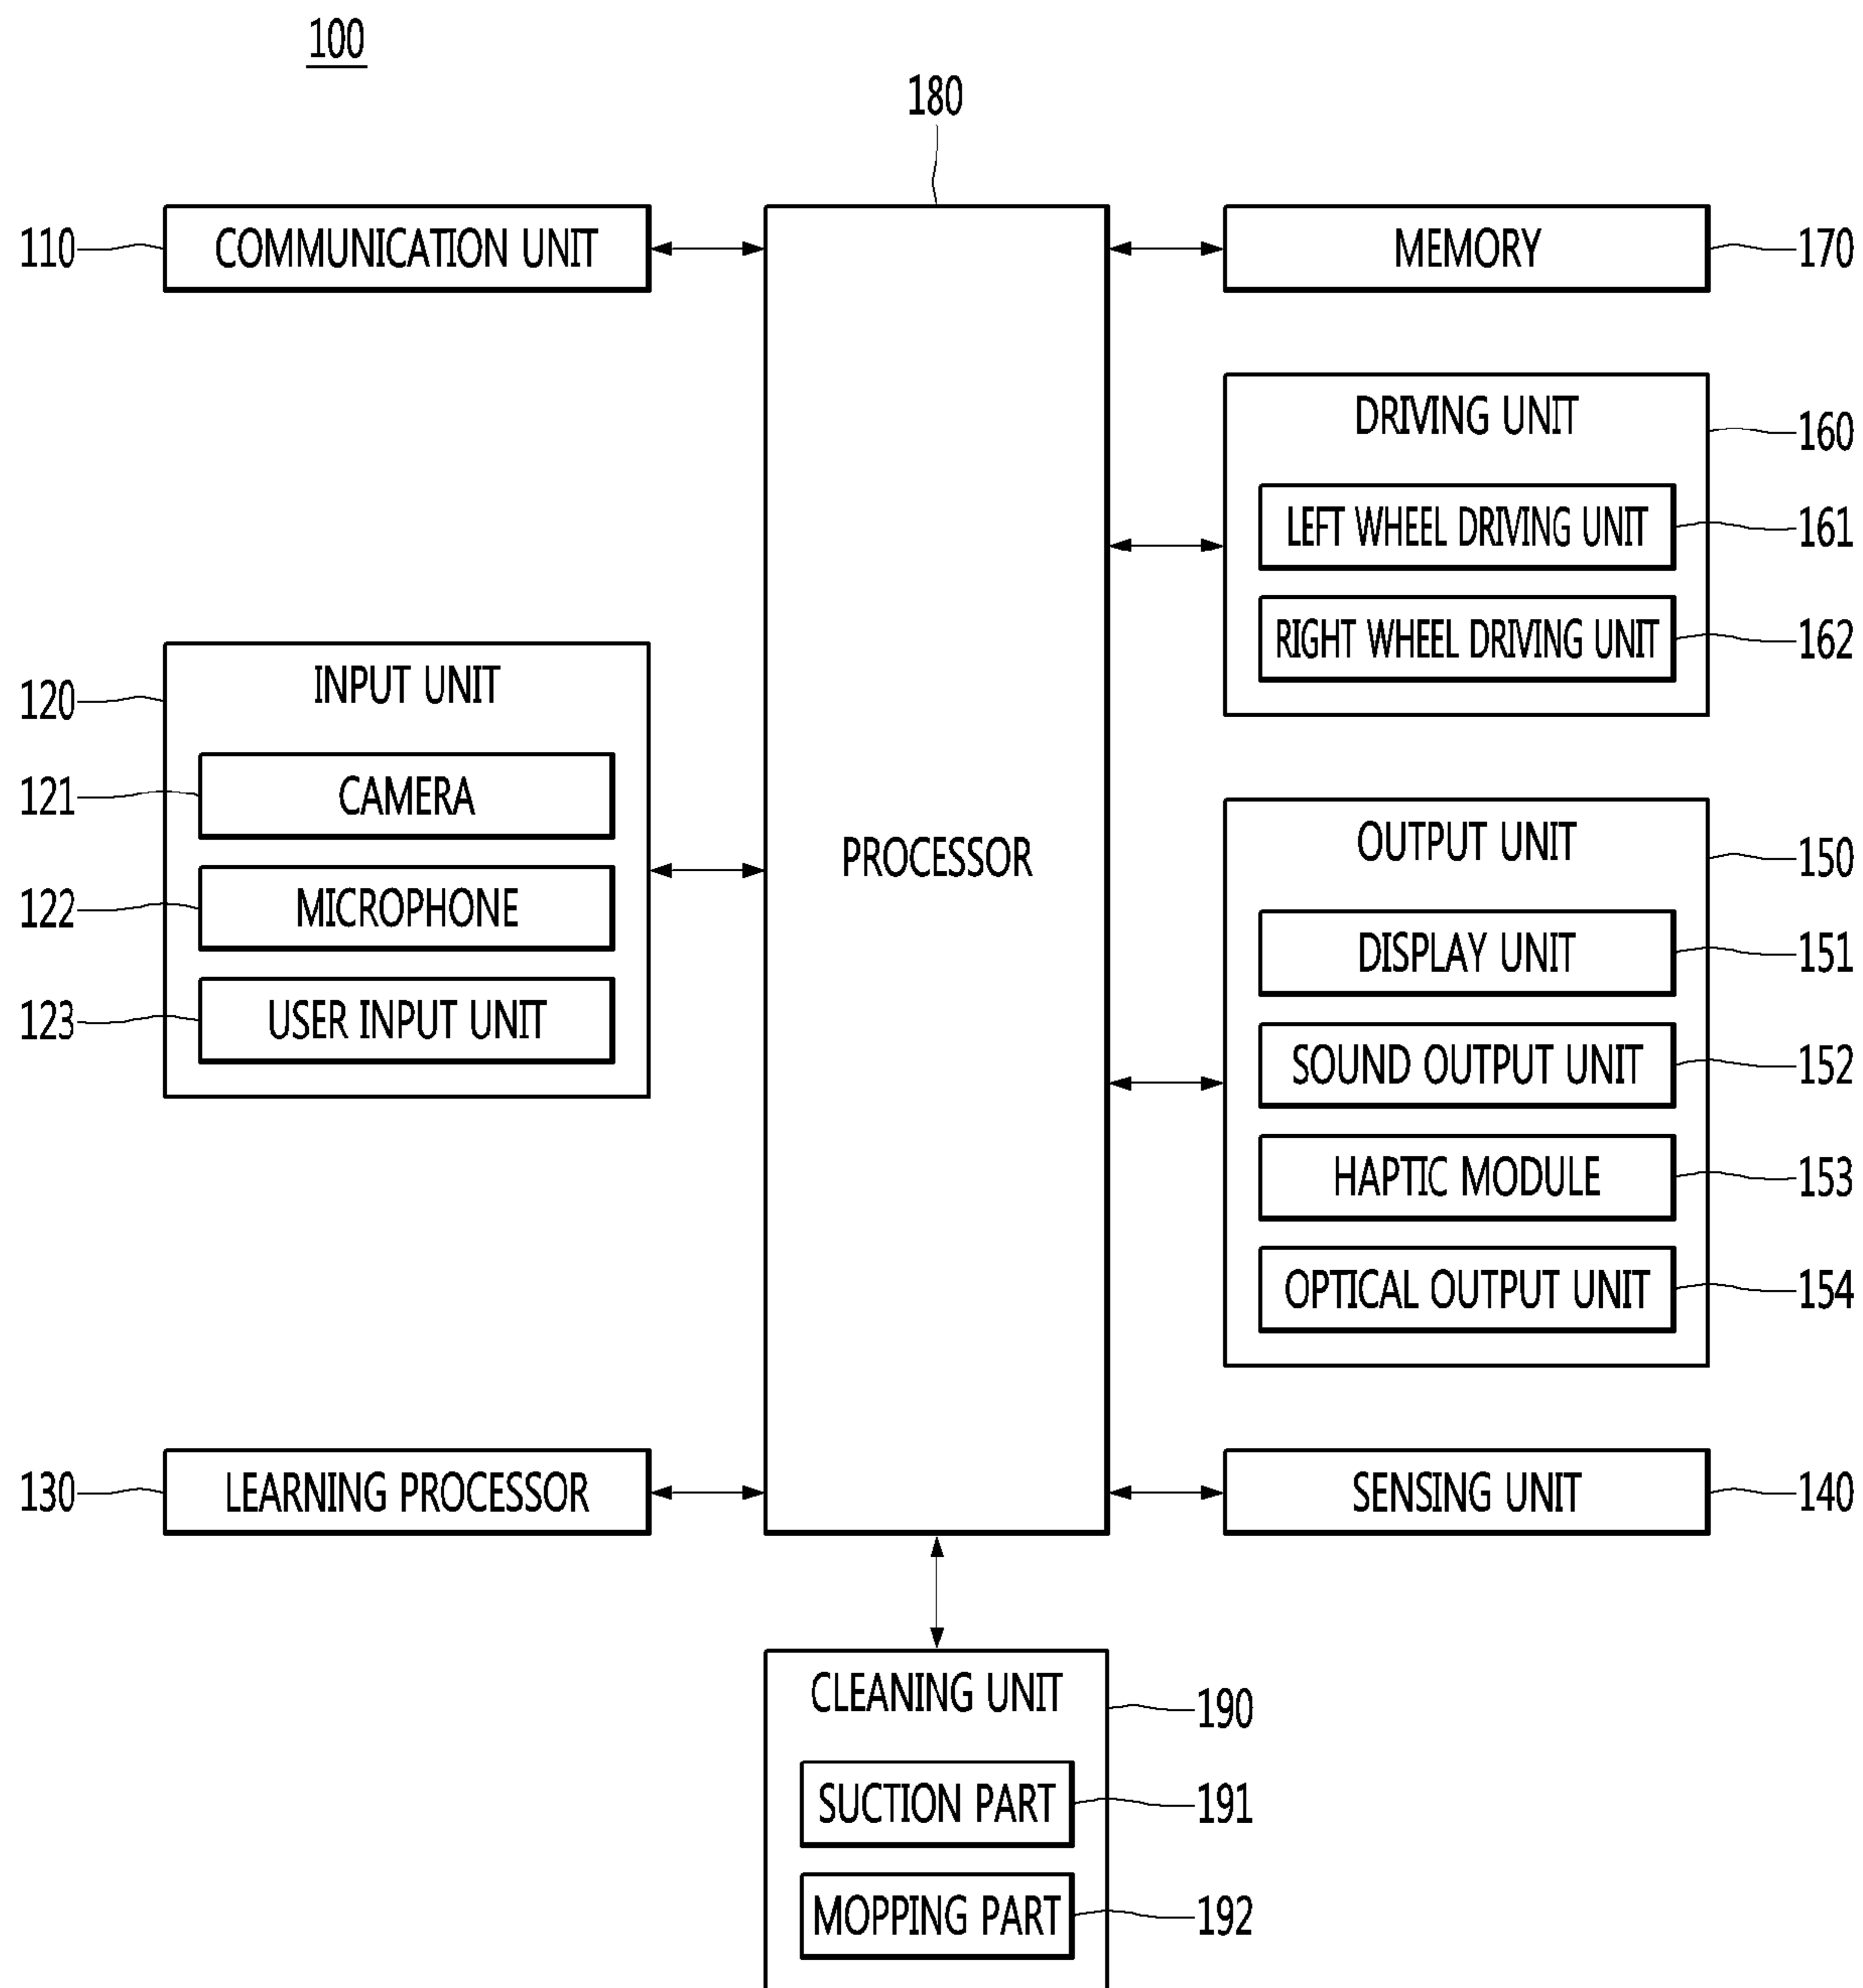 100
180
110 COMMUNICATION UNIT
MEMORY 170
DRIVING UNIT 160
LEFT WHEEL DRIVING UNIT 161
RIGHT WHEEL DRIVING UNIT 162
INPUT UNIT
120
121 CAMERA
122 MICROPHONE
123 USER INPUT UNIT
PROCESSOR
OUTPUT UNIT 150
DISPLAY UNIT 151
SOUND OUTPUT UNIT 152
HAPTIC MODULE 153
OPTICAL OUTPUT UNIT 154
130 LEARNING PROCESSOR
SENSING UNIT 140
CLEANING UNIT 190
SUCTION PART 191
MOPPING PART 192